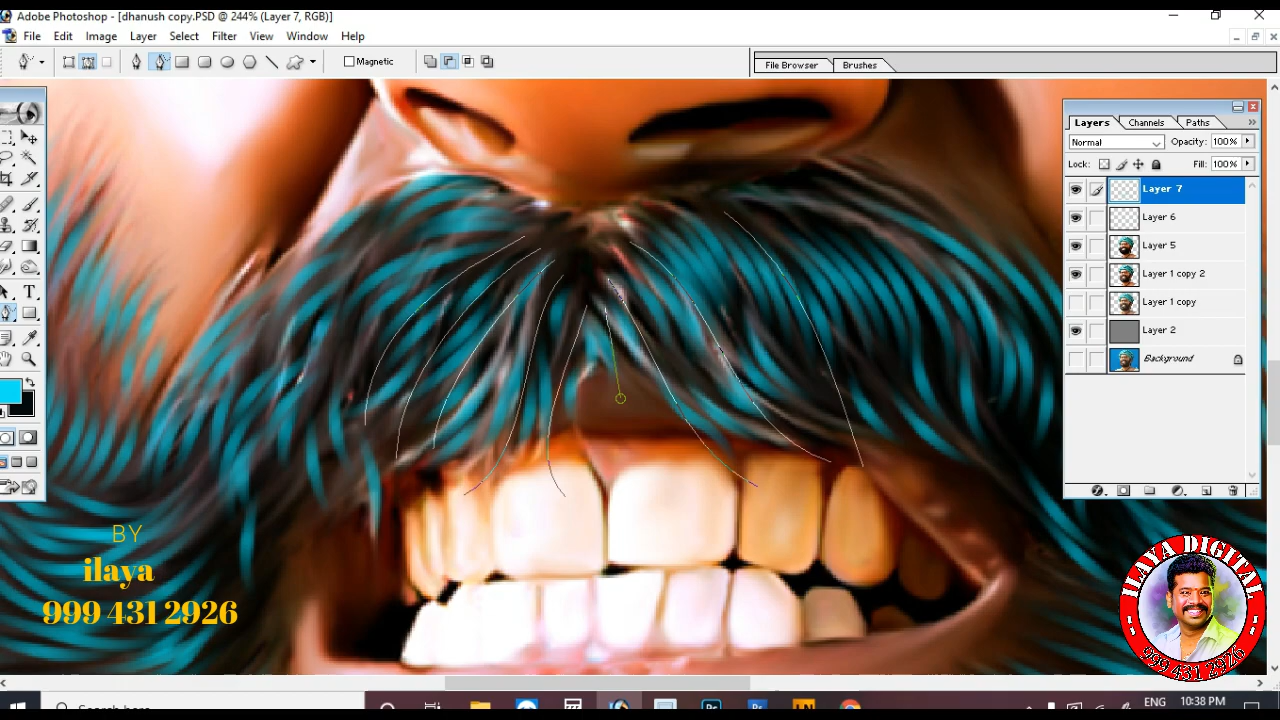 Adobe Photoshop - [dhanush copy.PSD @ 244% (Layer 7, RGB)]
File Edit Image Layer Select Filter View Window Help
Magnetic
File Browser Brushes
Layers Channels Paths
Normal Opacity: 100%
Lock: Fill: 100%
Layer 7
Layer 6
Layer 5
Layer 1 copy 2
Layer 1 copy
Layer 2
Background
BY
ilaya
999 431 2926
ILAYA DIGITAL
999 431 2926
ENG 10:38 PM